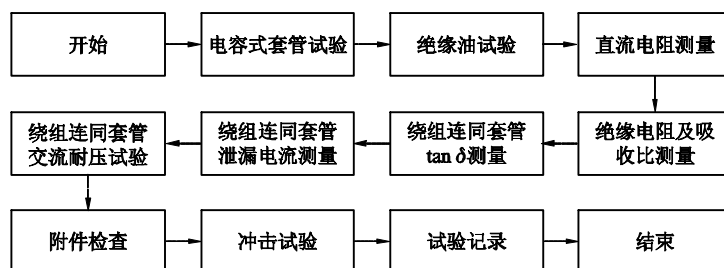 开始
电容式套管试验
绝缘油试验
直流电阻测量
绝缘电阻及吸
收比测量
绕组连同套管
tan δ测量
绕组连同套管
泄漏电流测量
绕组连同套管
交流耐压试验
附件检查
冲击试验
试验记录
结束